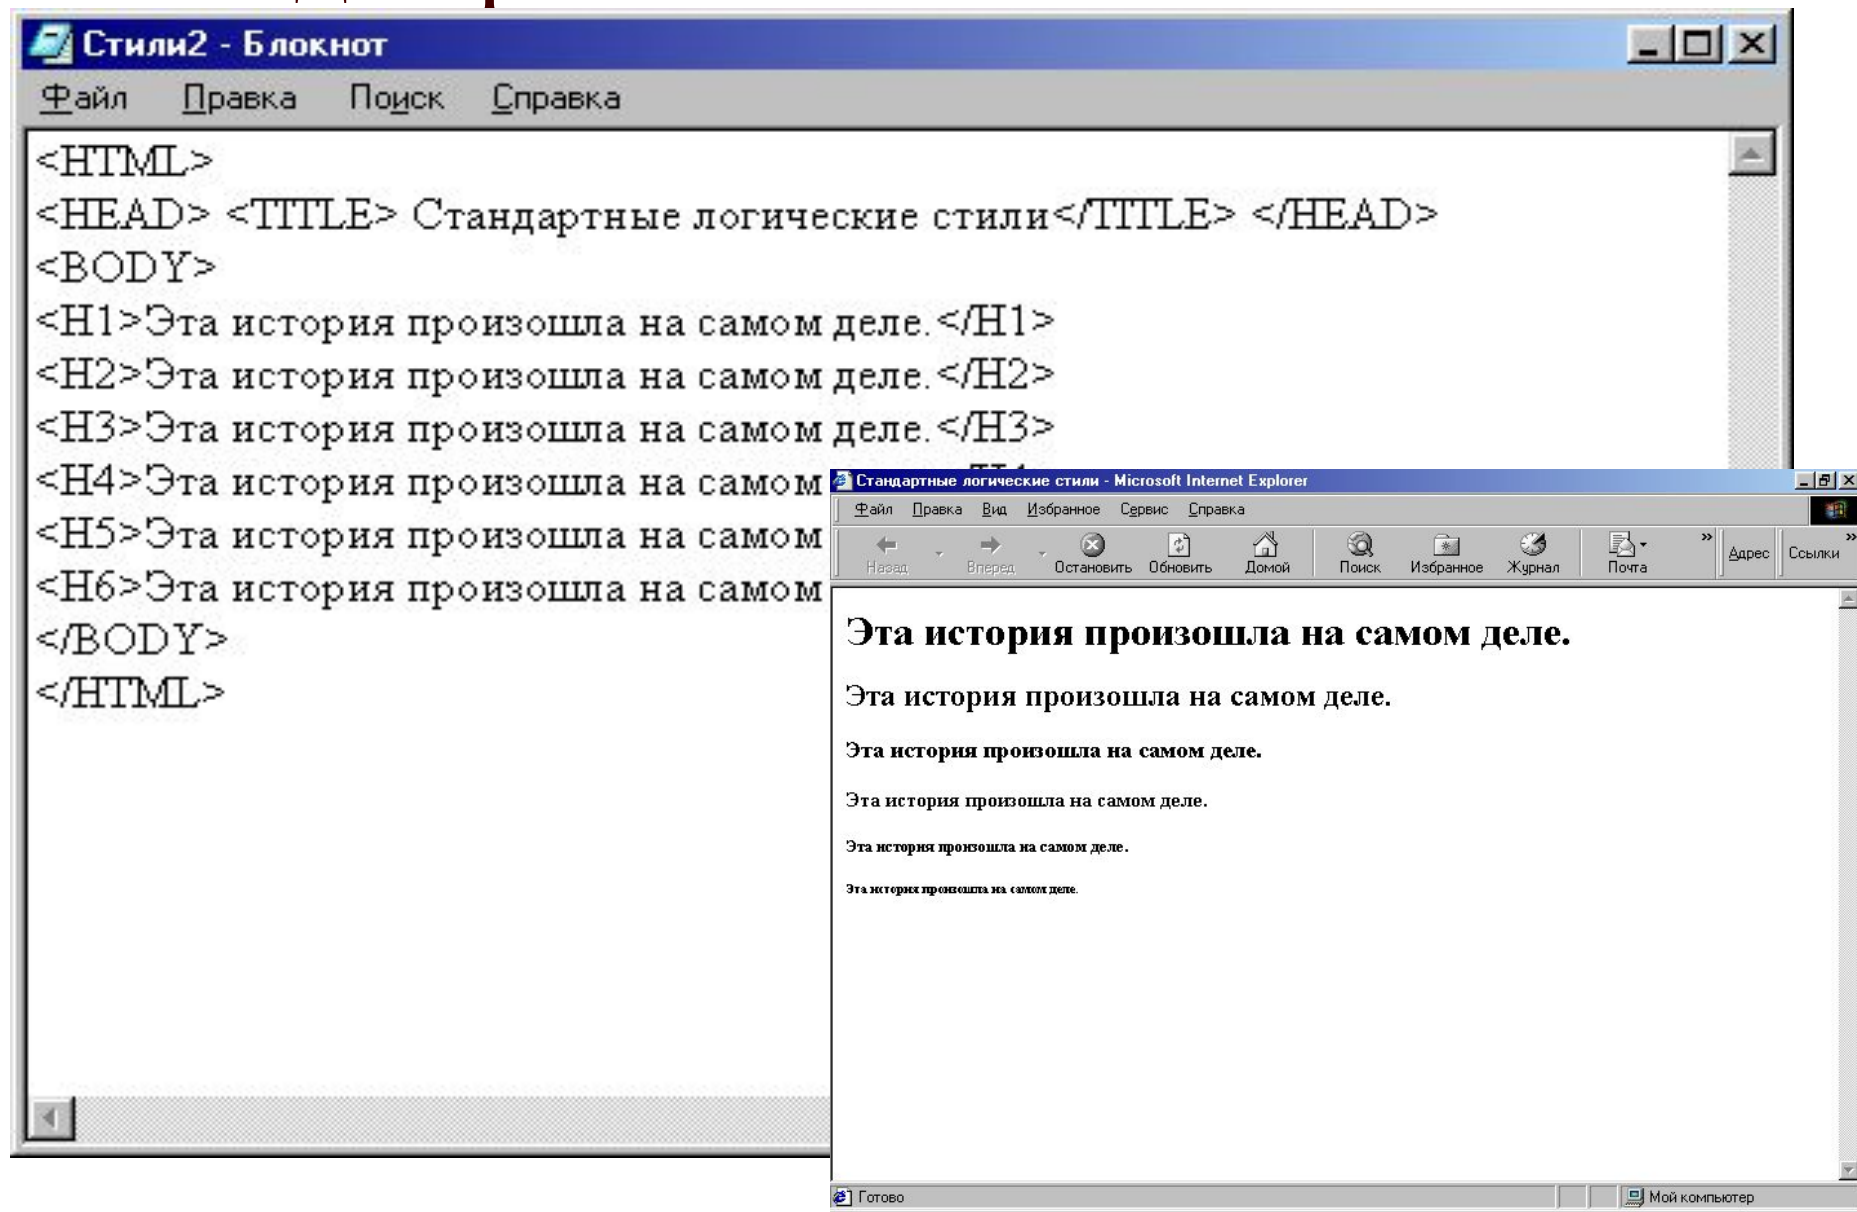 Стили2 - Блокнот
Файл Правка Поиск Справка
<HTML>
<HEAD> <TITLE> Стандартные логические стили</TITLE> </HEAD>
<BODY>
<H1>Эта история произошла на самом деле.</H1>
<H2>Эта история произошла на самом деле.</H2>
<H3>Эта история произошла на самом деле.</H3>
<H4>Эта история произошла на самом
<H5>Эта история произошла на самом
<H6>Эта история произошла на самом
</BODY>
</HTML>
Стандартные логические стили - Microsoft Internet Explorer
Файл Правка Вид Избранное Сервис Справка
Назад Вперед Остановить Обновить Домой Поиск Избранное Журнал Почта » Адрес Ссылки »
Эта история произошла на самом деле.
Эта история произошла на самом деле.
Эта история произошла на самом деле.
Эта история произошла на самом деле.
Эта история произошла на самом деле.
Эта история произошла на самом деле.
Готово Мой компьютер